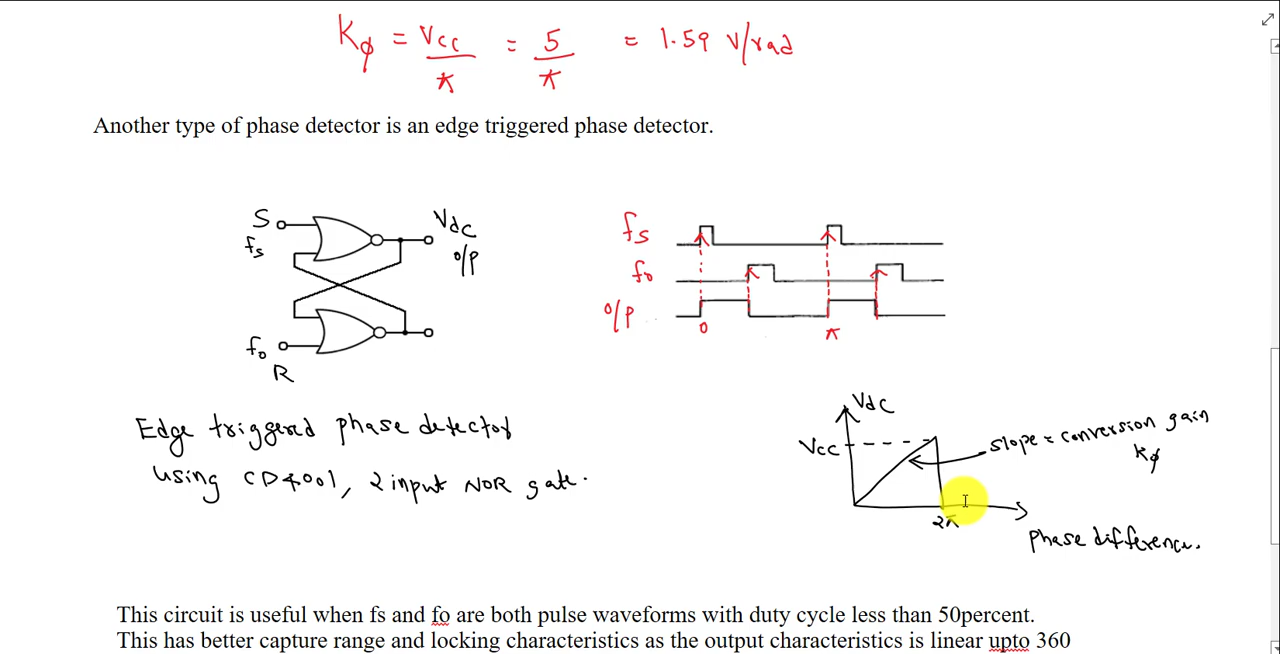 Kφ = Vcc/π = 5/π = 1.59 V/rad
Another type of phase detector is an edge triggered phase detector.
S
fs
Vdc
o/p
fo
R
fs
fo
o/p
0
π
Edge triggered phase detector
using CD4001, 2 input NOR gate.
Vdc
Vcc
slope = conversion gain
Kφ
2π
phase difference.
This circuit is useful when fs and fo are both pulse waveforms with duty cycle less than 50percent.
This has better capture range and locking characteristics as the output characteristics is linear upto 360